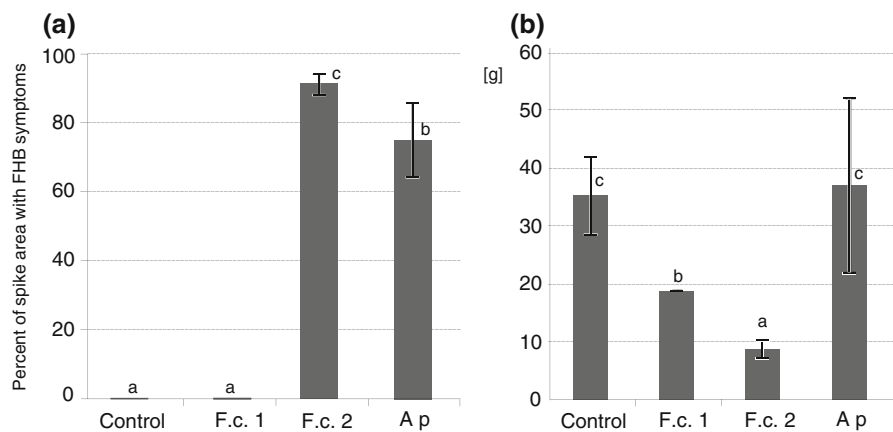 (a)
Percent of spike area with FHB symptoms
100
80
60
40
20
0
a
a
c
b
Control
F.c. 1
F.c. 2
A p
(b)
[g]
60
50
40
30
20
10
0
c
b
a
c
Control
F.c. 1
F.c. 2
A p